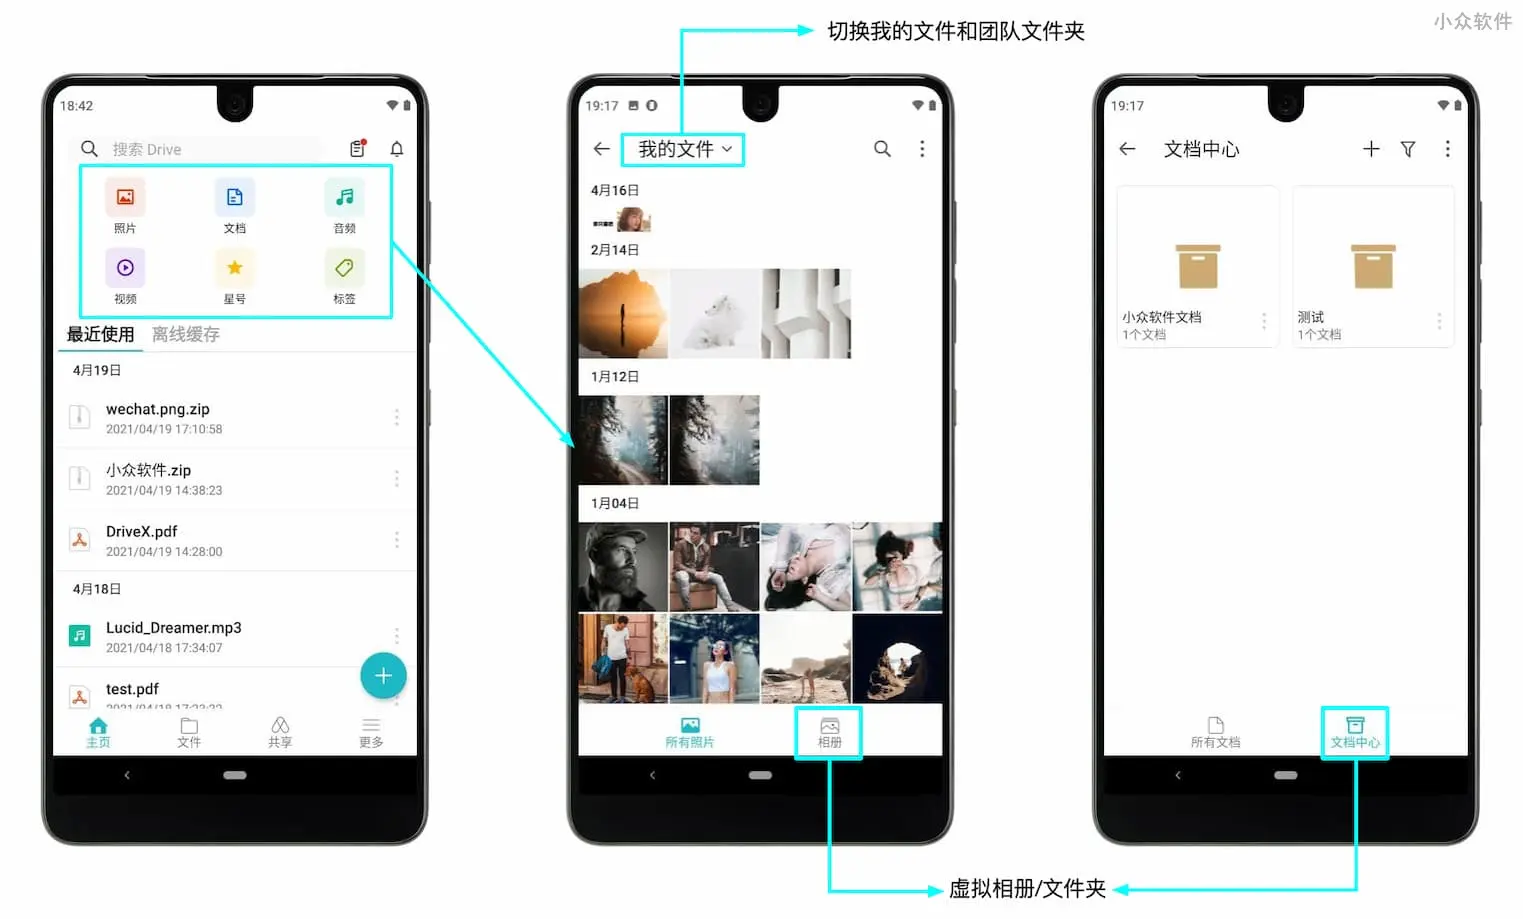 小众软件
切换我的文件和团队文件夹
18:42
搜索 Drive
照片
文档
音频
视频
星号
标签
最近使用 离线缓存
4月19日
wechat.png.zip
2021/04/19 17:10:58
小众软件.zip
2021/04/19 14:38:23
DriveX.pdf
2021/04/19 14:28:00
4月18日
Lucid_Dreamer.mp3
2021/04/18 17:34:07
test.pdf
主页
文件
共享
更多
19:17
我的文件
4月16日
2月14日
1月12日
1月04日
所有照片
相册
19:17
文档中心
小众软件文档
1个文档
测试
1个文档
所有文档
文档中心
虚拟相册/文件夹